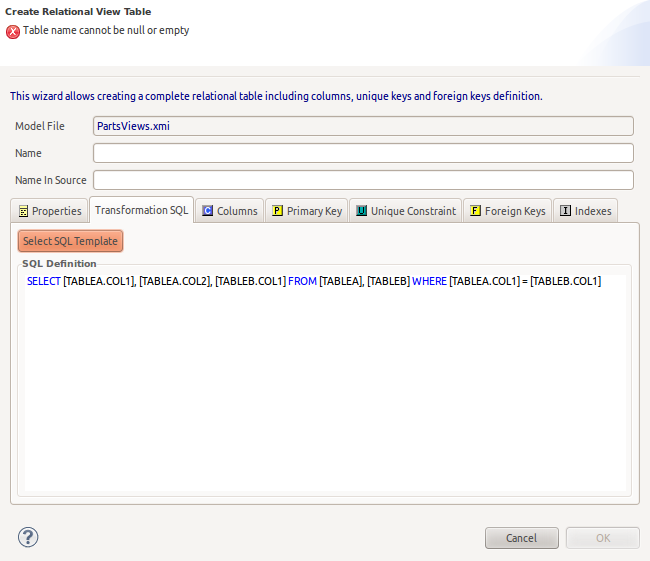 Create Relational View Table
Table name cannot be null or empty
This wizard allows creating a complete relational table including columns, unique keys and foreign keys definition.
Model File PartsViews.xmi
Name
Name In Source
Properties Transformation SQL C Columns P Primary Key U Unique Constraint F Foreign Keys I Indexes
Select SQL Template
SQL Definition
SELECT [TABLEA.COL1], [TABLEA.COL2], [TABLEB.COL1] FROM [TABLEA], [TABLEB] WHERE [TABLEA.COL1] = [TABLEB.COL1]
? Cancel OK